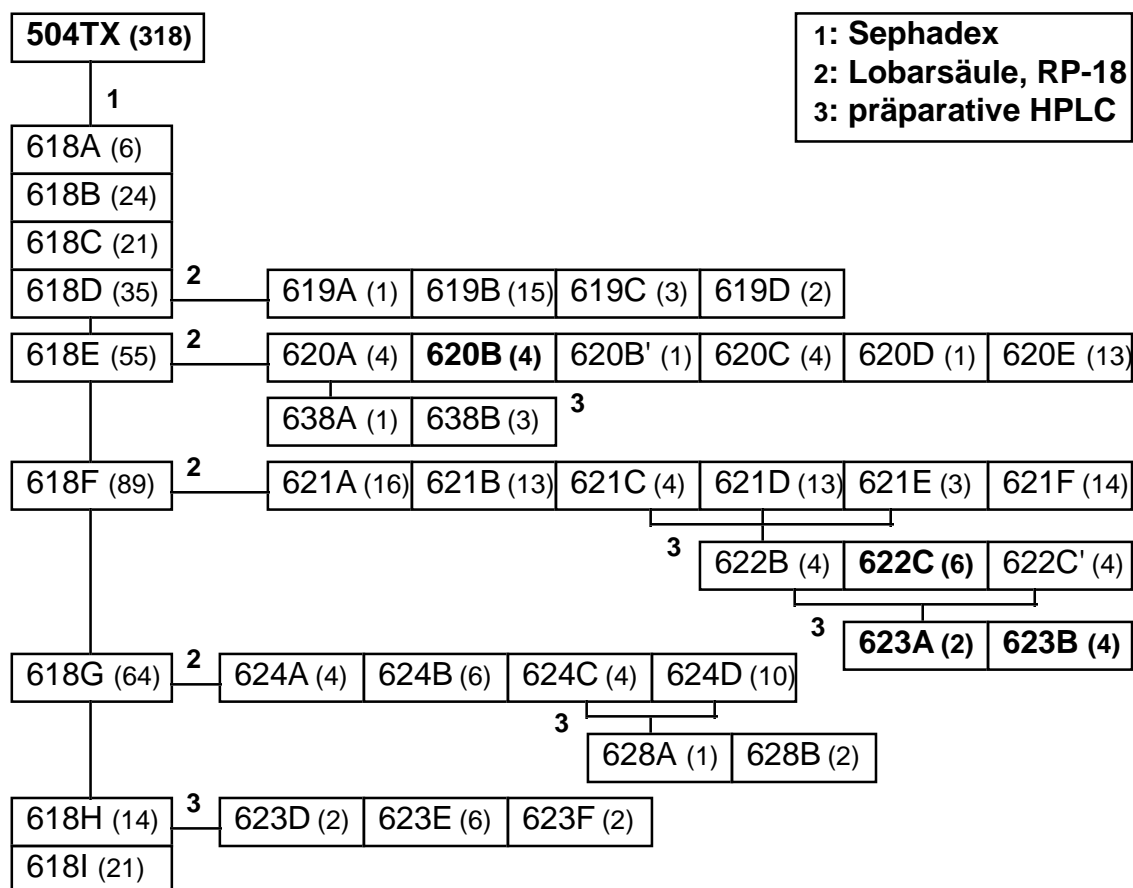 504TX (318)
1: Sephadex
2: Lobarsäule, RP-18
3: präparative HPLC
1
618A (6)
618B (24)
618C (21)
618D (35) 2 619A (1) 619B (15) 619C (3) 619D (2)
618E (55) 2 620A (4) 620B (4) 620B' (1) 620C (4) 620D (1) 620E (13)
638A (1) 638B (3) 3
618F (89) 2 621A (16) 621B (13) 621C (4) 621D (13) 621E (3) 621F (14)
3 622B (4) 622C (6) 622C' (4)
3 623A (2) 623B (4)
618G (64) 2 624A (4) 624B (6) 624C (4) 624D (10)
3 628A (1) 628B (2)
618H (14) 3 623D (2) 623E (6) 623F (2)
618I (21)